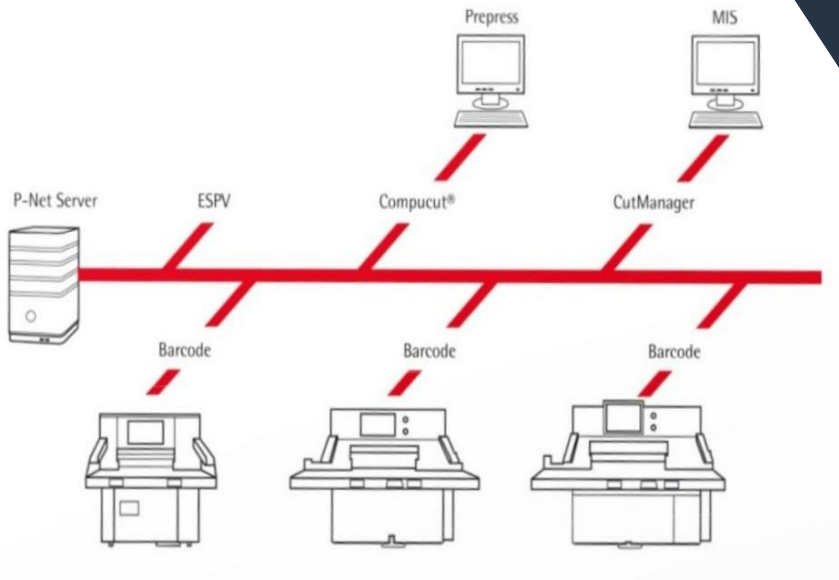 Prepress
MIS
P-Net Server
ESPV
Compucut®
CutManager
Barcode
Barcode
Barcode